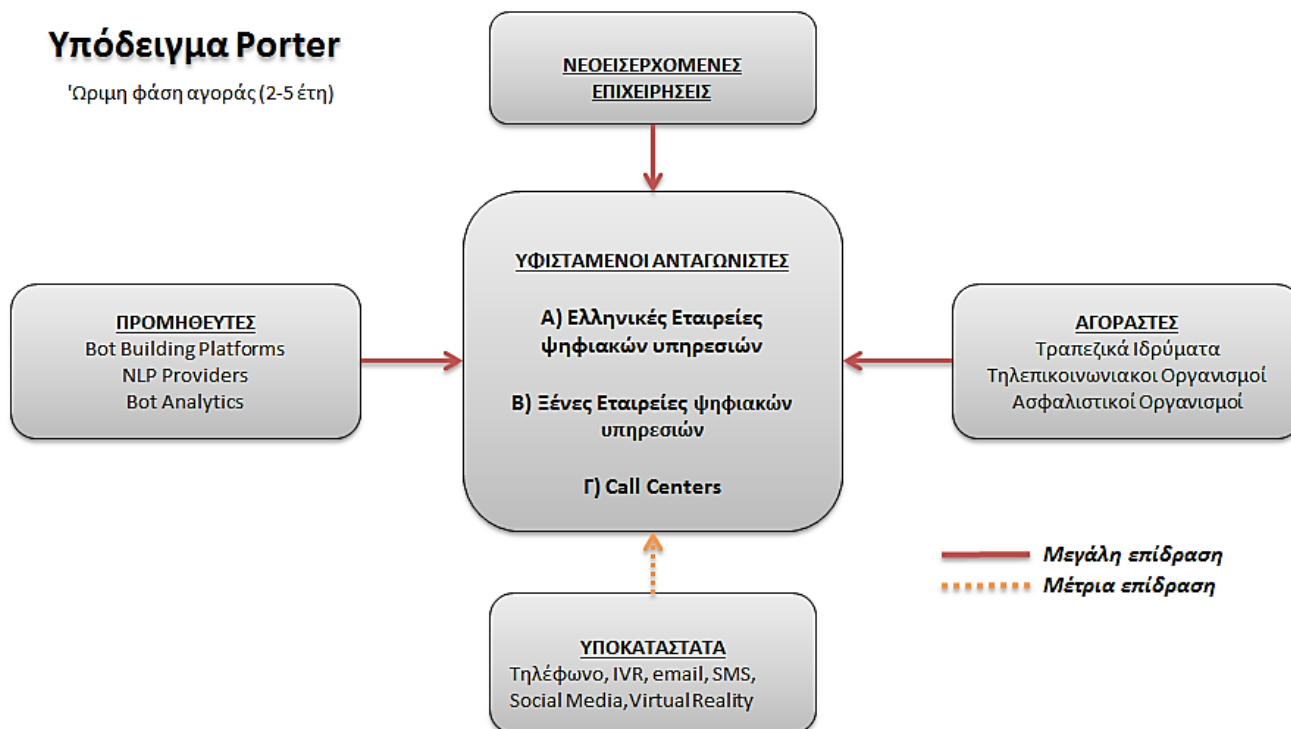 Υπόδειγμα Porter
'Ώριμη φάση αγοράς (2-5 έτη)
ΝΕΟΕΙΣΕΡΧΟΜΕΝΕΣ
ΕΠΙΧΕΙΡΗΣΕΙΣ
ΥΦΙΣΤΑΜΕΝΟΙ ΑΝΤΑΓΩΝΙΣΤΕΣ
Α) Ελληνικές Εταιρείες
ψηφιακών υπηρεσιών
Β) Ξένες Εταιρείες ψηφιακών
υπηρεσιών
Γ) Call Centers
ΠΡΟΜΗΘΕΥΤΕΣ
Bot Building Platforms
NLP Providers
Bot Analytics
ΑΓΟΡΑΣΤΕΣ
Τραπεζικά Ιδρύματα
Τηλεπικοινωνιακοι Οργανισμοί
Ασφαλιστικοί Οργανισμοί
Μεγάλη επίδραση
Μέτρια επίδραση
ΥΠΟΚΑΤΑΣΤΑΤΑ
Τηλέφωνο, IVR, email, SMS,
Social Media,Virtual Reality